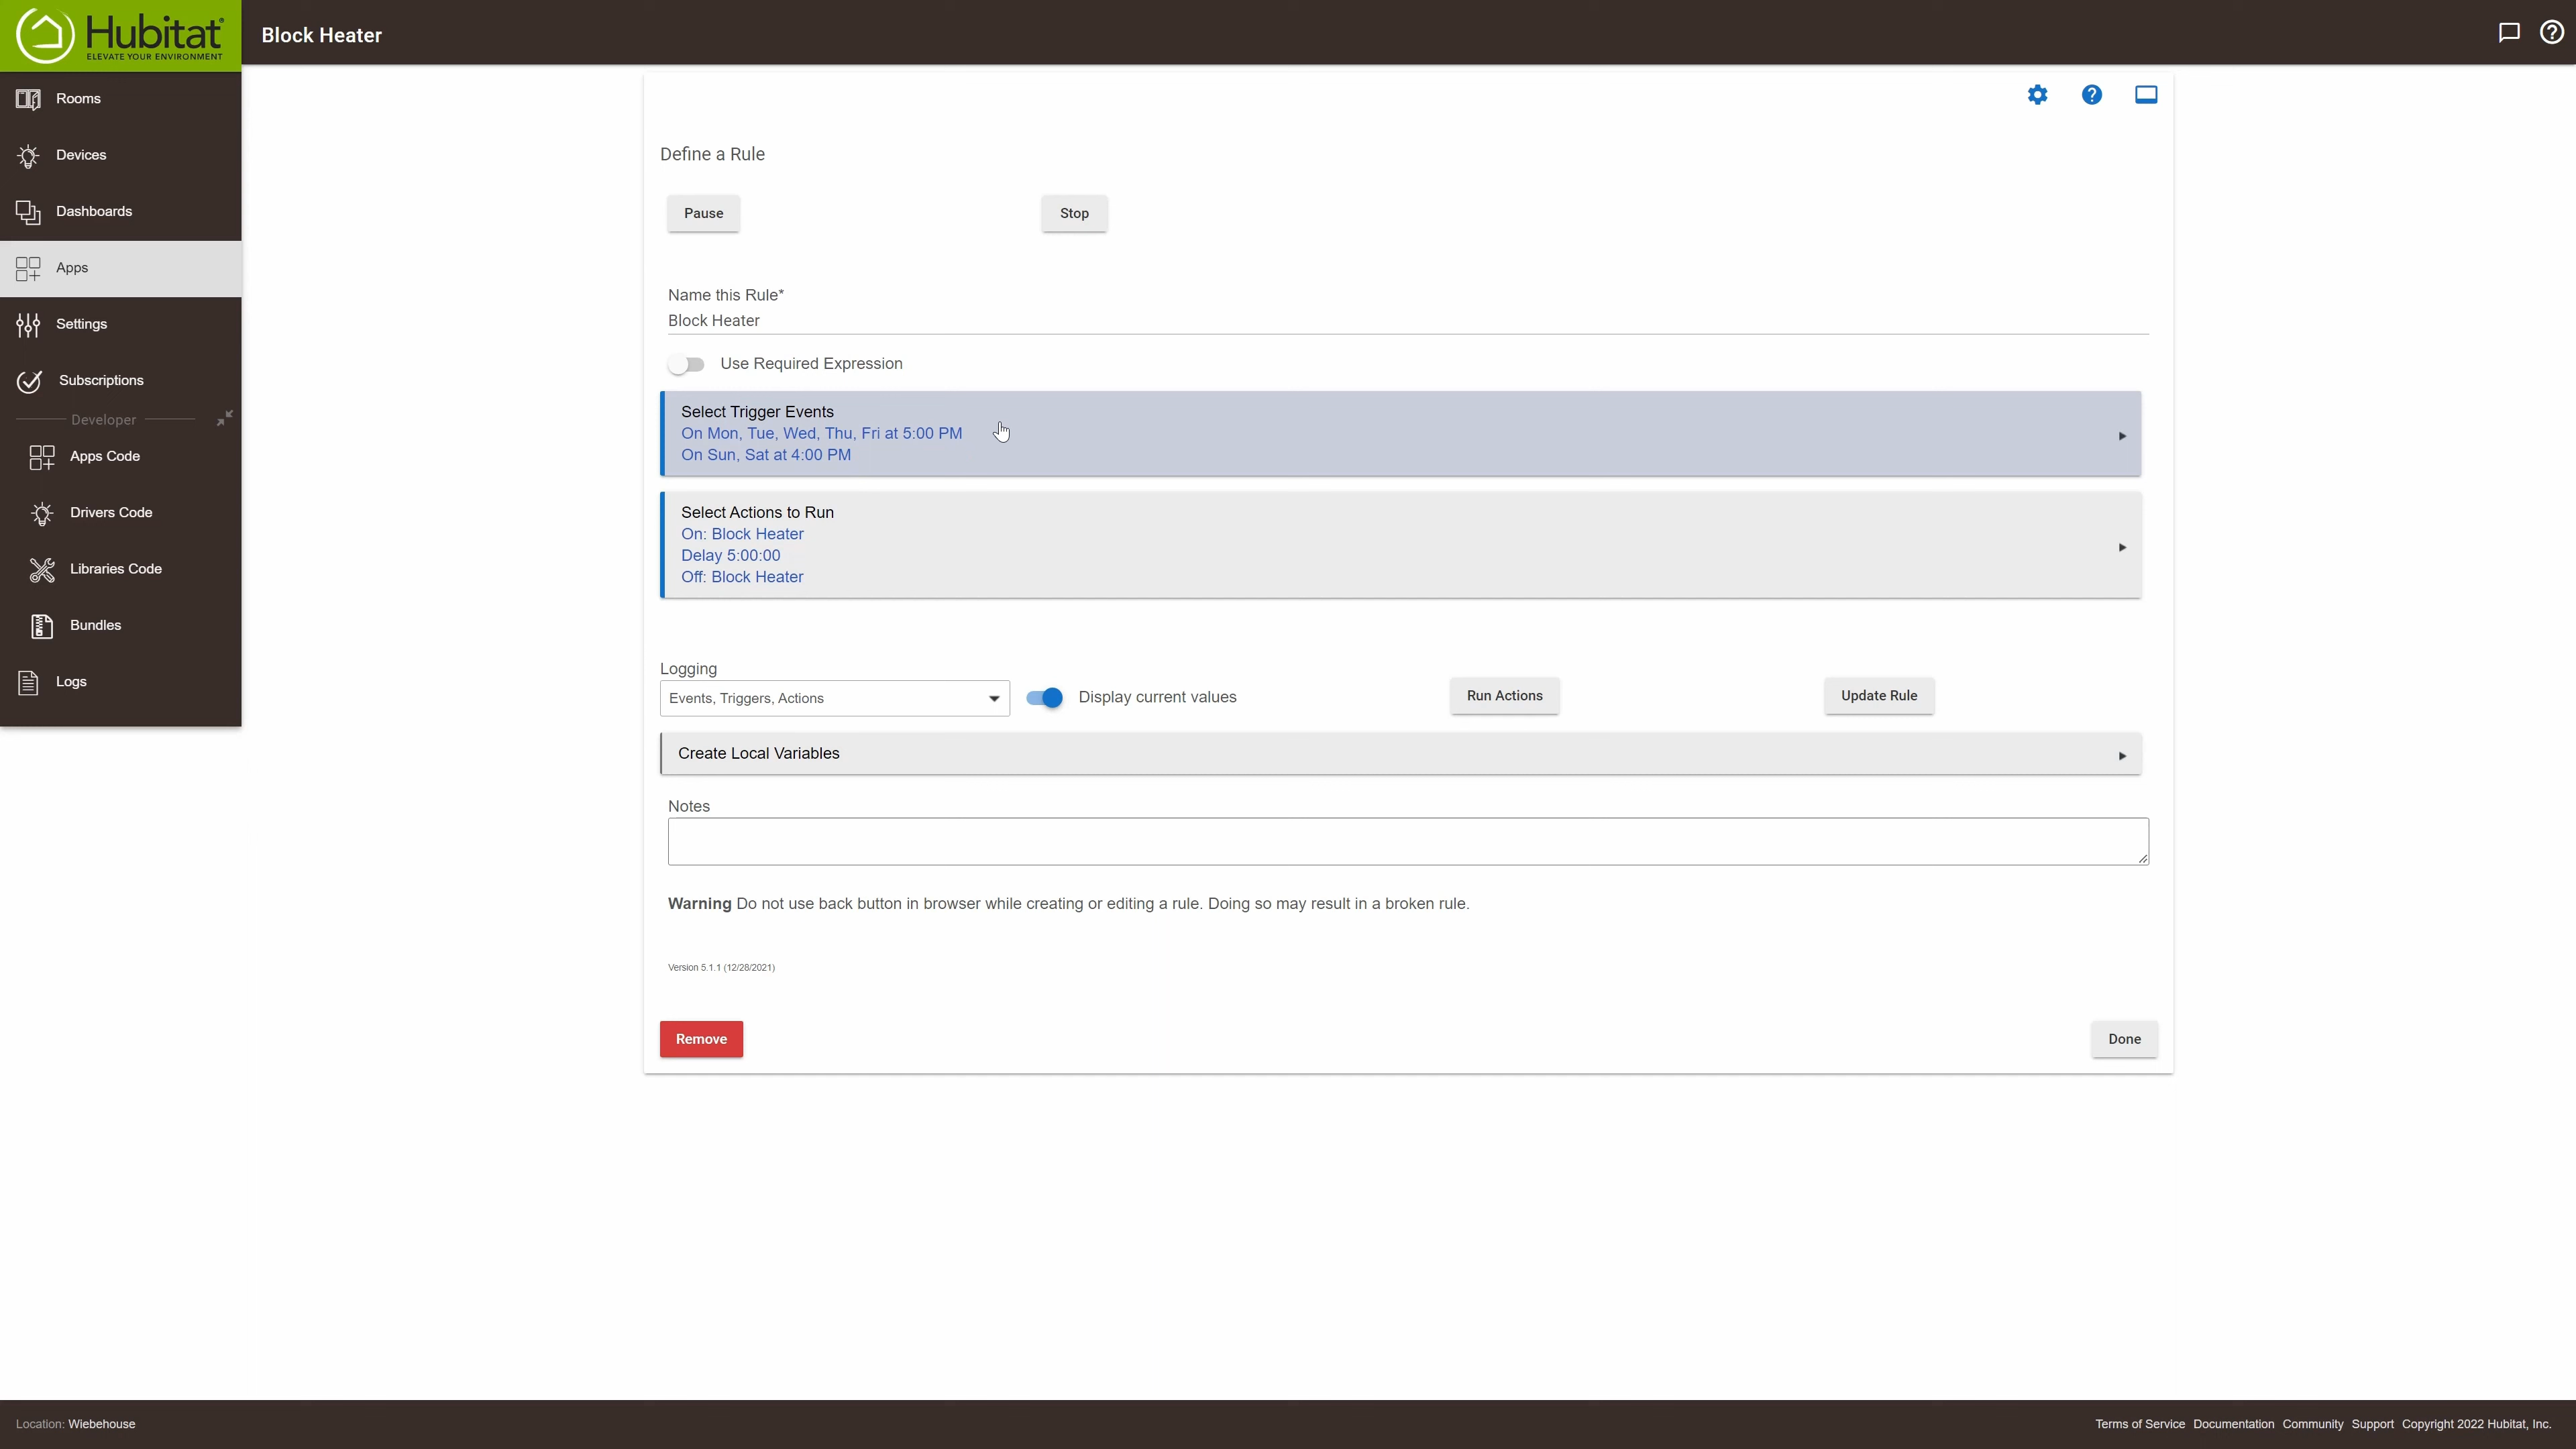 Hubitat
ELEVATE YOUR ENVIRONMENT
Block Heater
Rooms
Devices
Dashboards
Apps
Settings
Subscriptions
Developer
Apps Code
Drivers Code
Libraries Code
Bundles
Logs
Define a Rule
Pause Stop
Name this Rule*
Block Heater
Use Required Expression
Select Trigger Events
On Mon, Tue, Wed, Thu, Fri at 5:00 PM
On Sun, Sat at 4:00 PM
Select Actions to Run
On: Block Heater
Delay 5:00:00
Off: Block Heater
Logging
Events, Triggers, Actions Display current values Run Actions Update Rule
Create Local Variables
Notes
Warning Do not use back button in browser while creating or editing a rule. Doing so may result in a broken rule.
Version 5.1.1 (12/28/2021)
Remove Done
Location: Wiebehouse Terms of Service Documentation Community Support Copyright 2022 Hubitat, Inc.